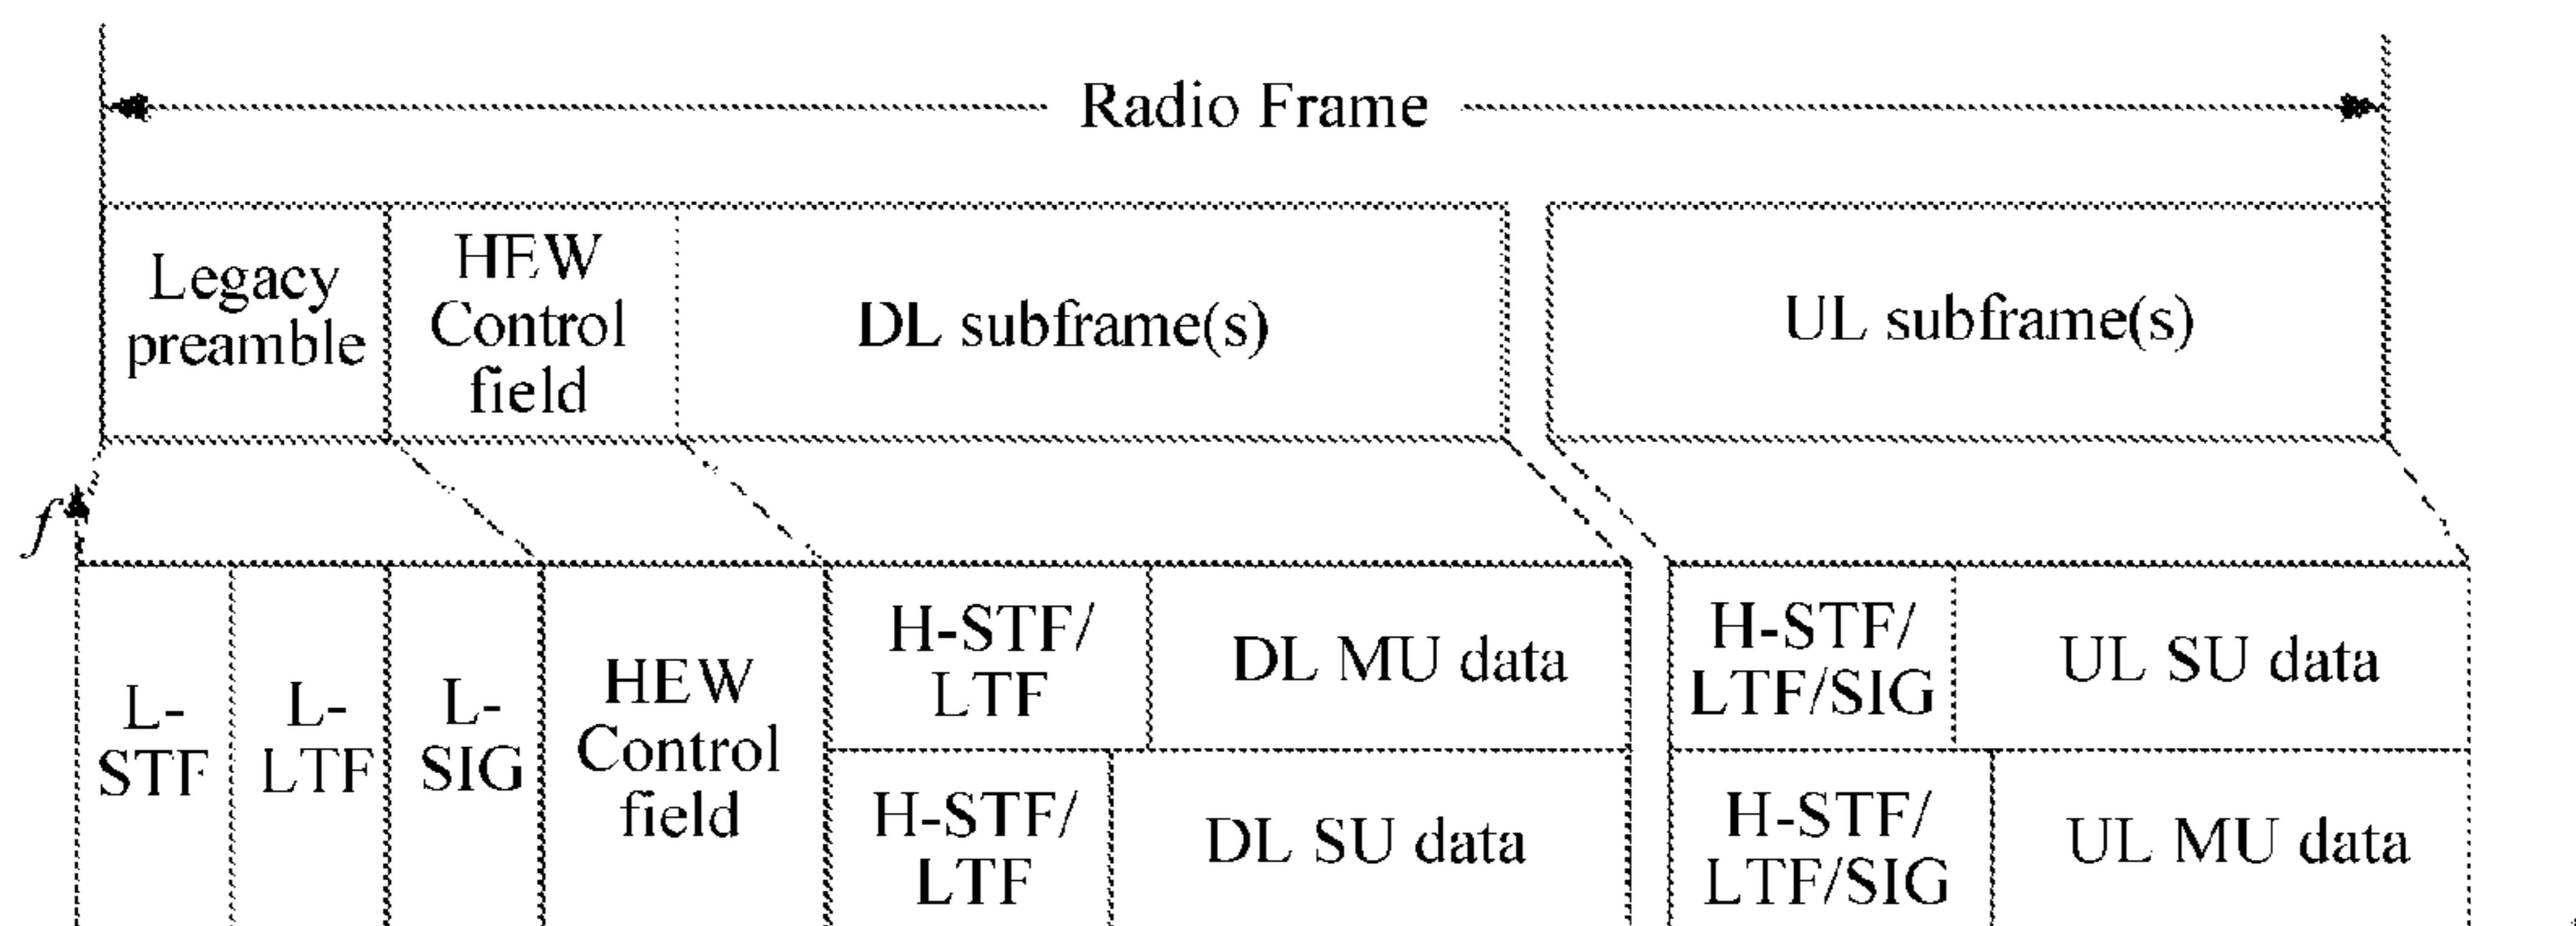 Radio Frame
Legacy
preamble
HEW
Control
field
DL subframe(s)
UL subframe(s)
f
L-
STF
L-
LTF
L-
SIG
HEW
Control
field
H-STF/
LTF
DL MU data
H-STF/
LTF/SIG
UL SU data
H-STF/
LTF
DL SU data
H-STF/
LTF/SIG
UL MU data